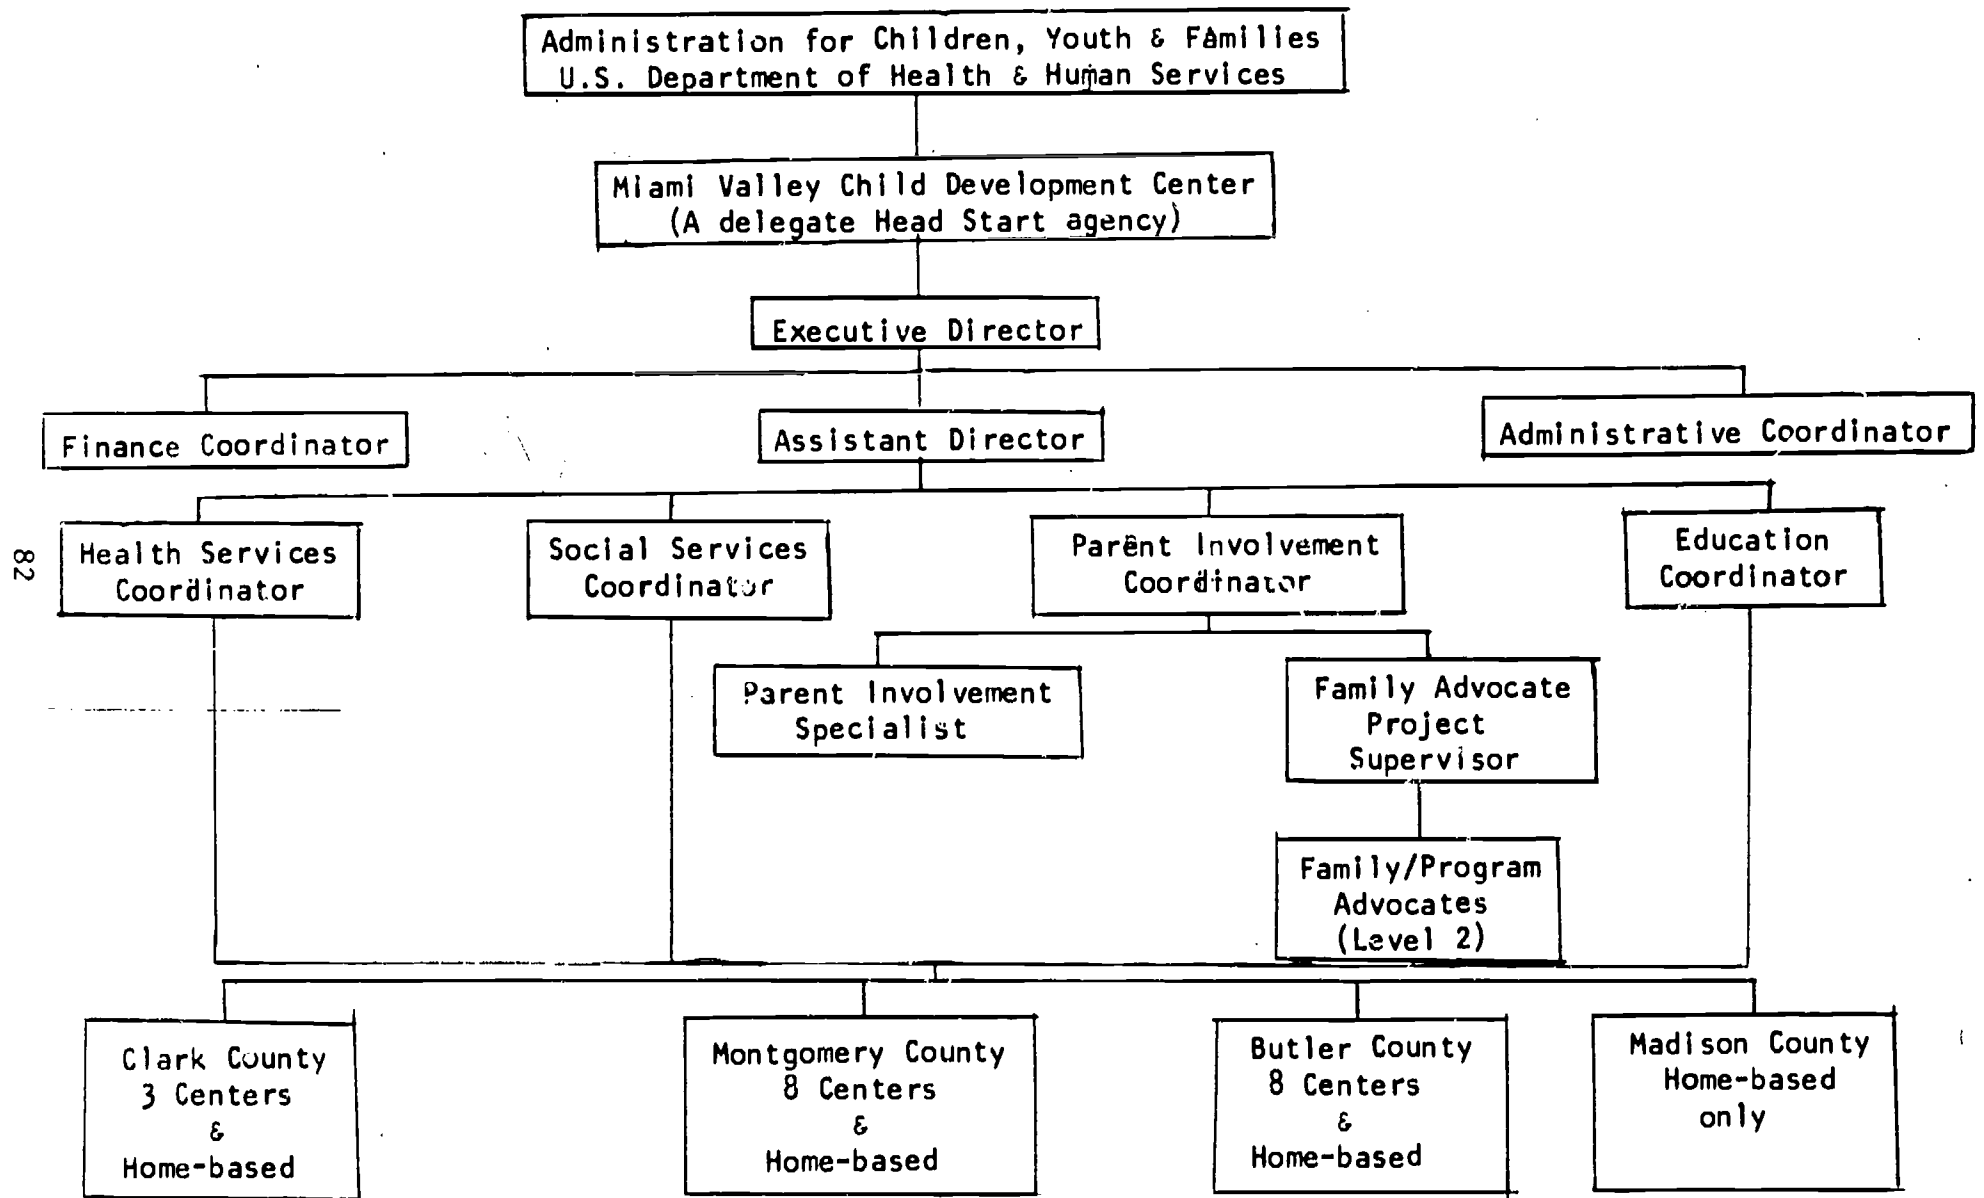 Administration for Children, Youth & Families
U.S. Department of Health & Human Services
Miami Valley Child Development Center
(A delegate Head Start agency)
Executive Director
Finance Coordinator
Assistant Director
Administrative Coordinator
Health Services
Coordinator
Social Services
Coordinator
Parent Involvement
Coordinator
Education
Coordinator
82
Parent Involvement
Specialist
Family Advocate
Project
Supervisor
Family/Program
Advocates
(Level 2)
Clark County
3 Centers
&
Home-based
Montgomery County
8 Centers
&
Home-based
Butler County
8 Centers
&
Home-based
Madison County
Home-based
only